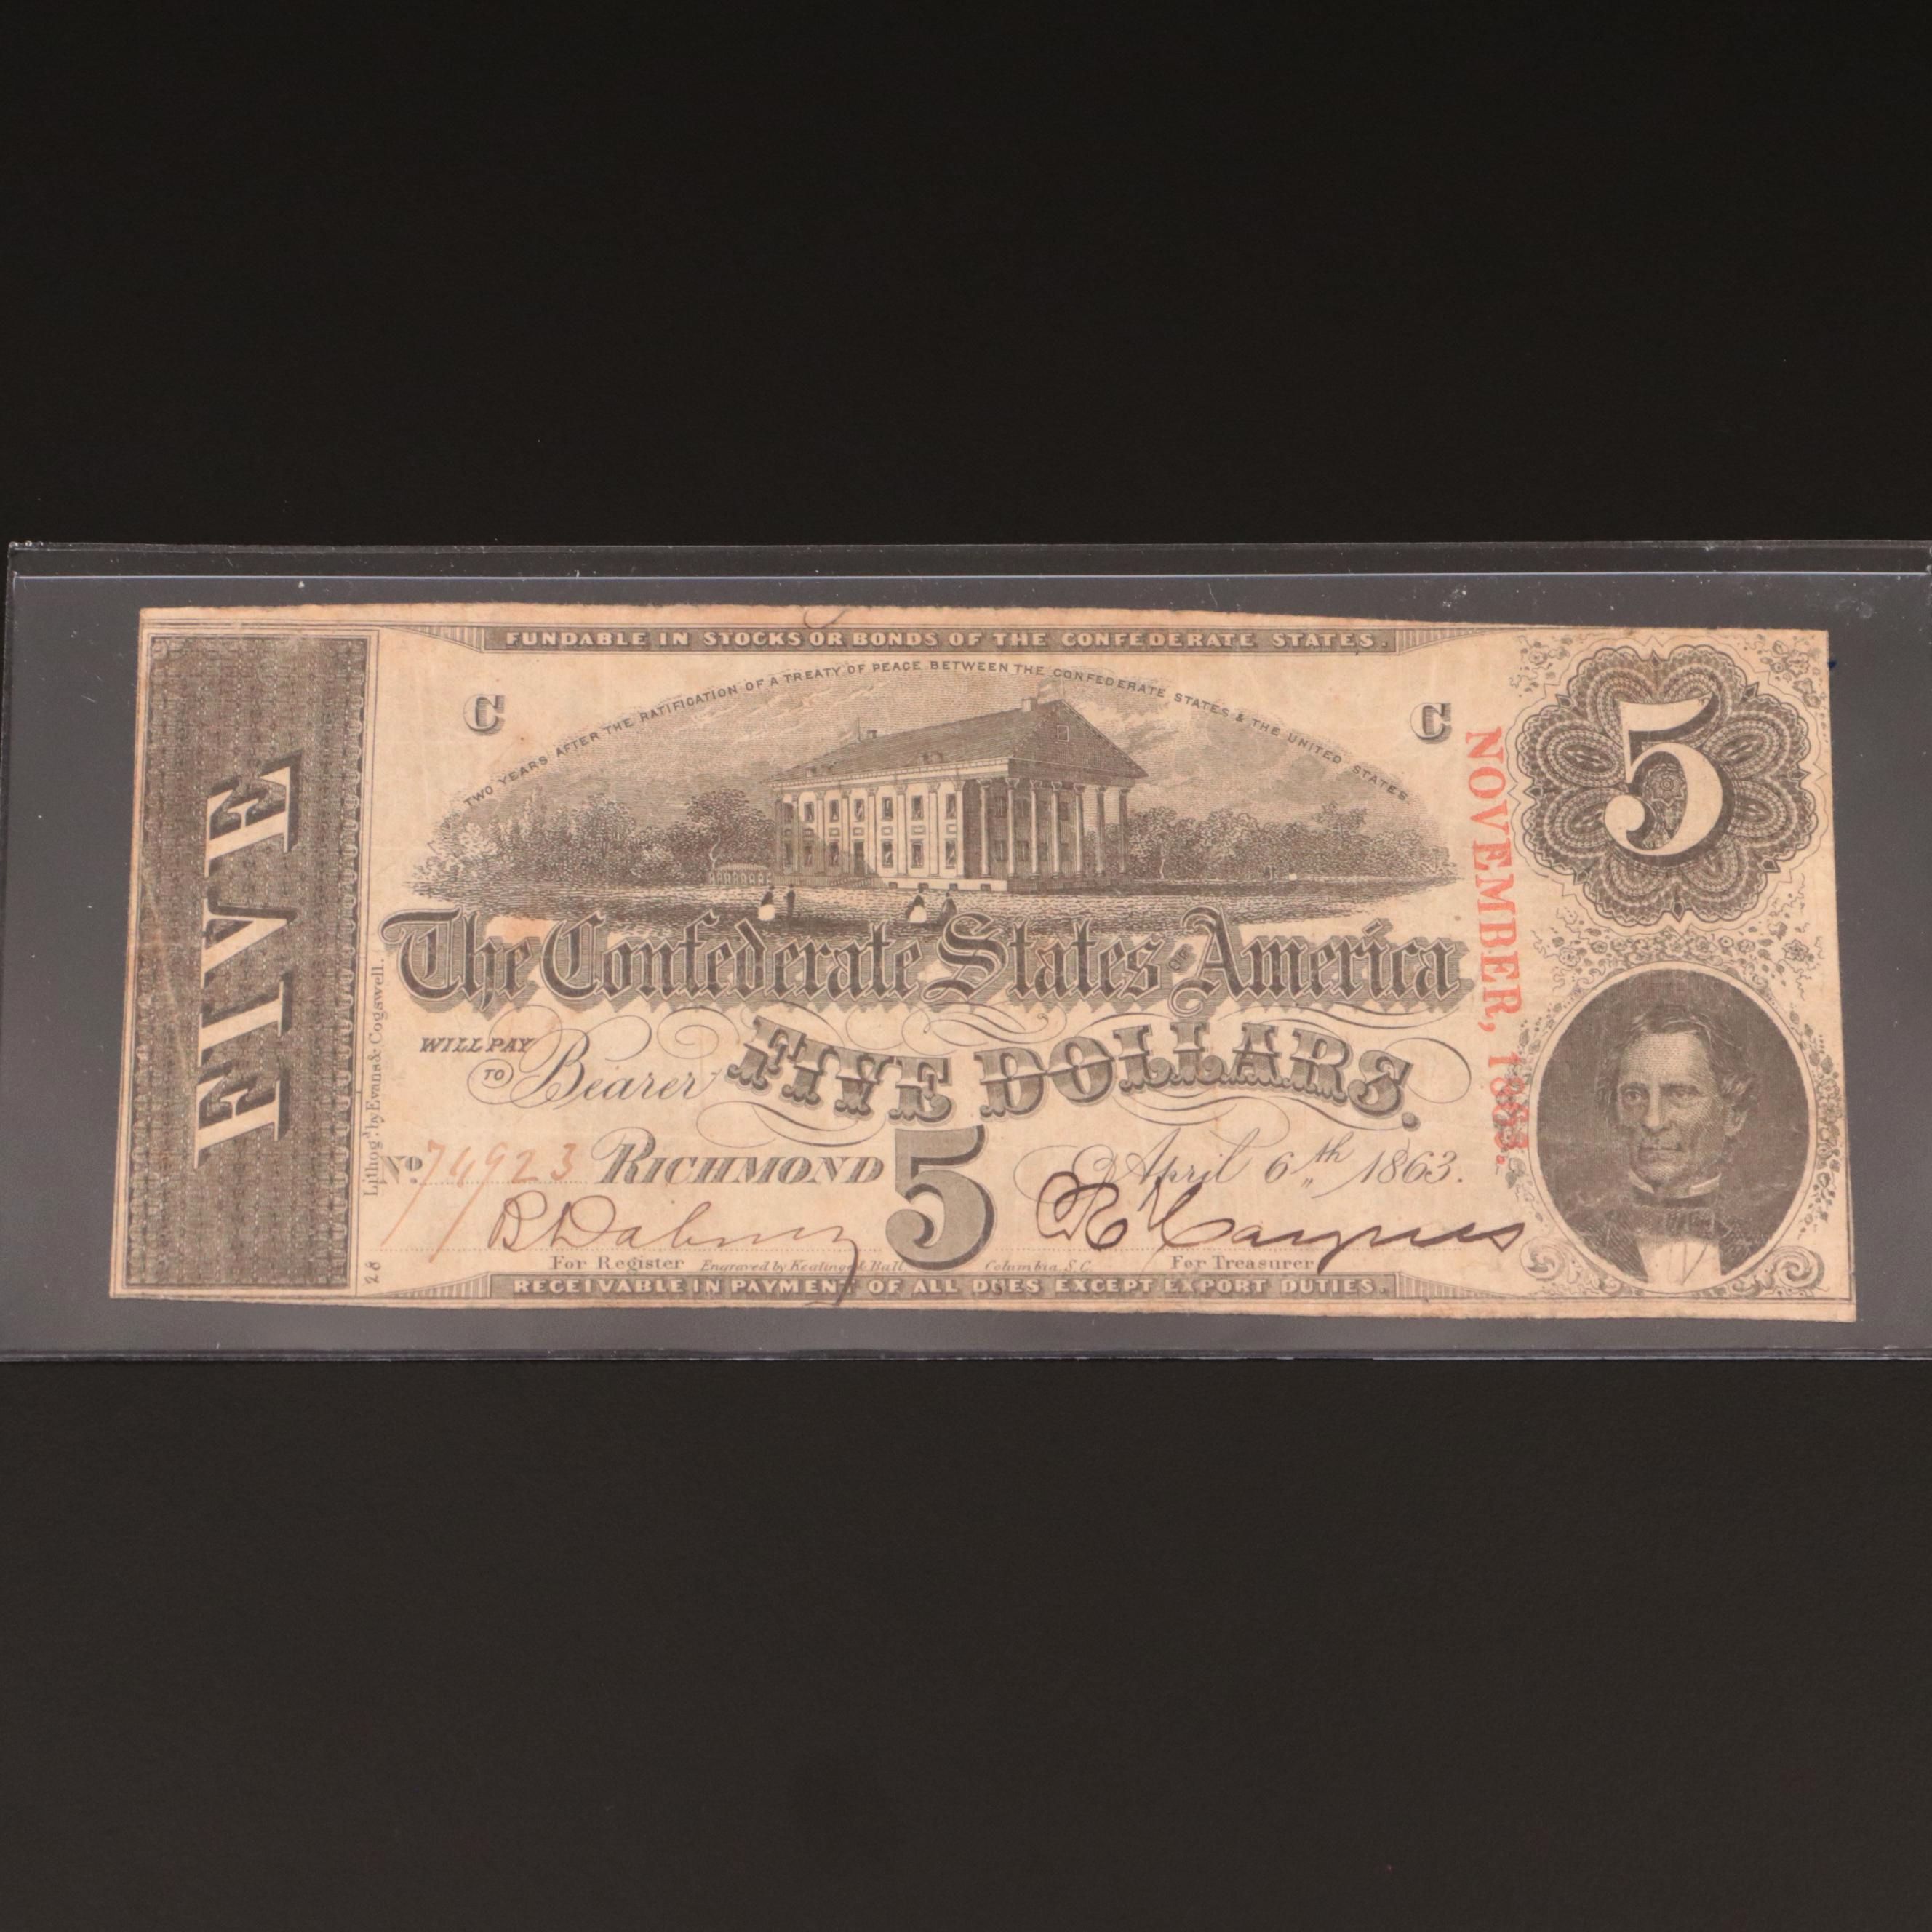 FUNDABLE IN STOCKS OR BONDS OF THE CONFEDERATE STATES.
TWO YEARS AFTER THE RATIFICATION OF A TREATY OF PEACE BETWEEN THE CONFEDERATE STATES & THE UNITED STATES
C
C
5
FIVE
NOVEMBER, 1863.
Lithog'd by Evans & Cogswell.
The Confederate States OF America
WILL PAY TO Bearer FIVE DOLLARS.
No. 74923 RICHMOND 5 April 6th 1863.
For Register Engraved by Keatinge & Ball Columbia, S.C. For Treasurer
28
RECEIVABLE IN PAYMENT OF ALL DUES EXCEPT EXPORT DUTIES.